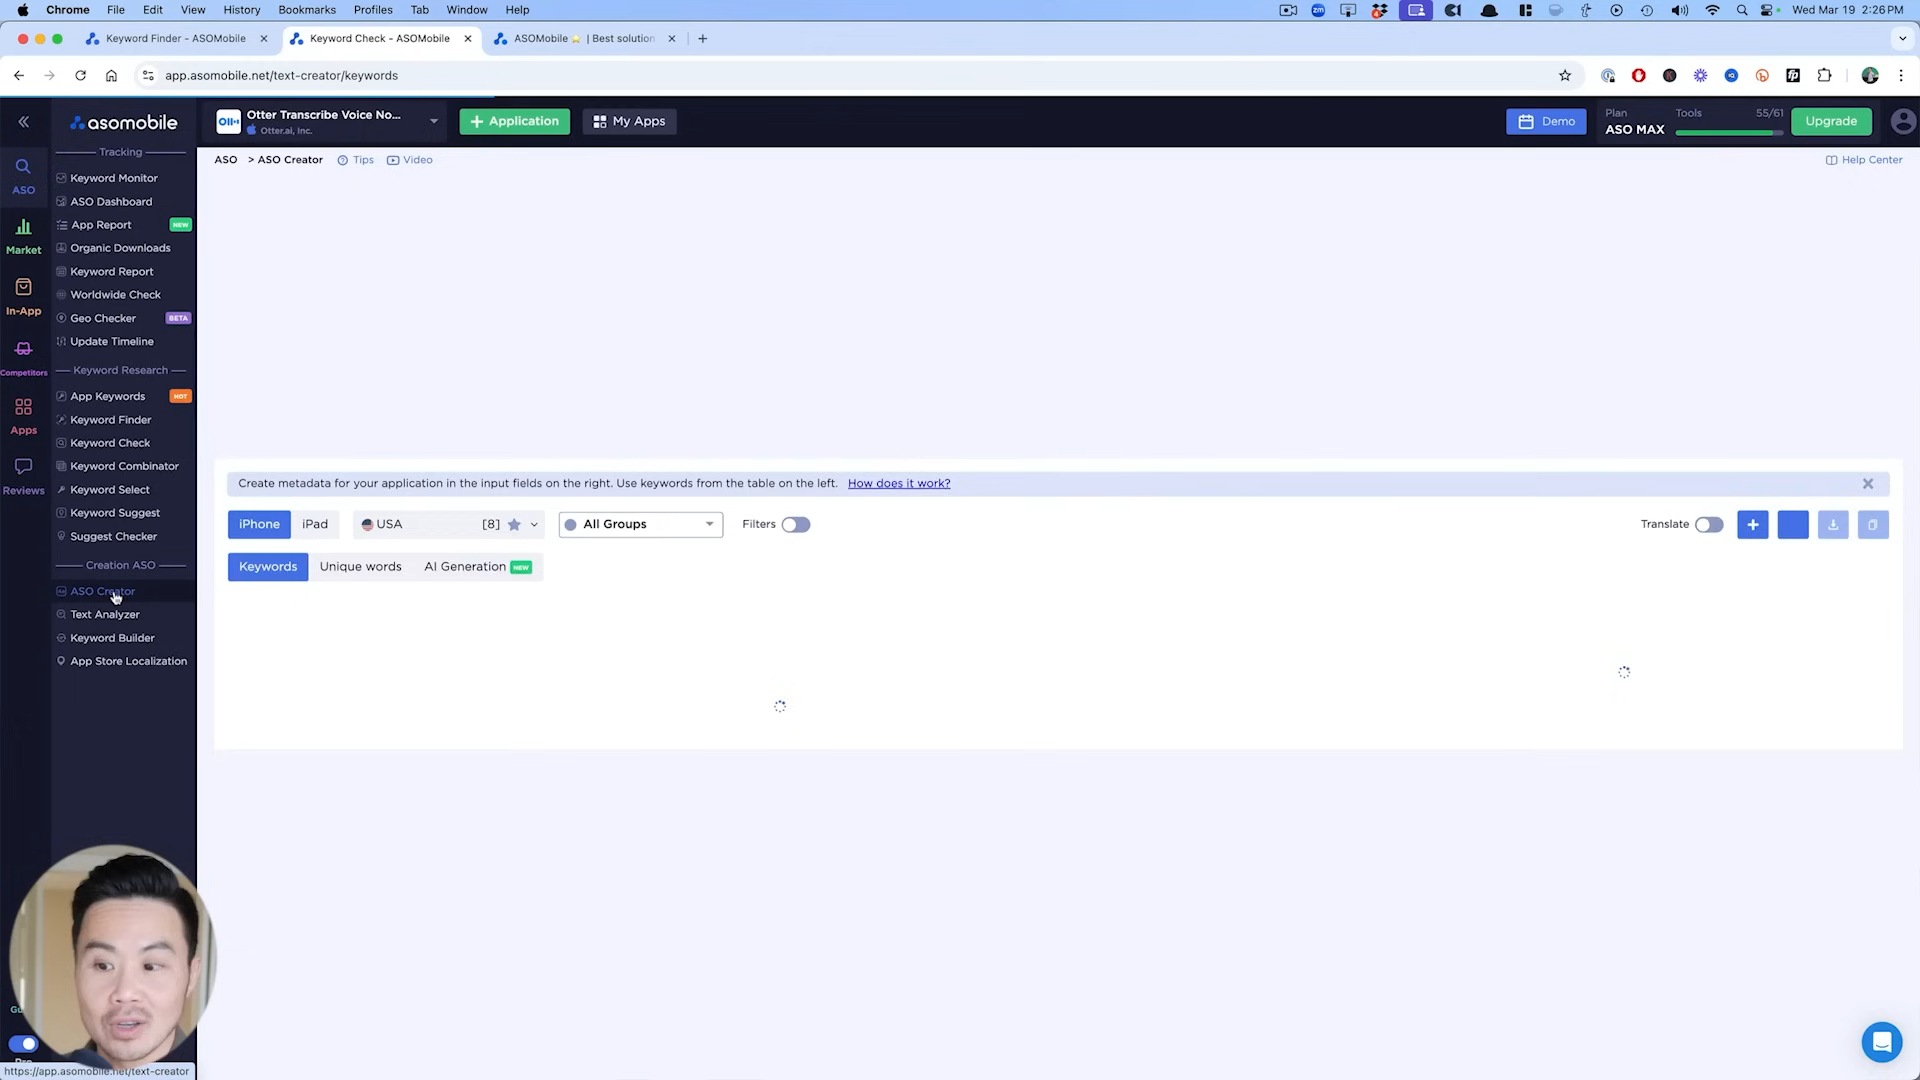 Chrome File Edit View History Bookmarks Profiles Tab Window Help Wed Mar 19 2:26 PM
Keyword Finder - ASOMobile Keyword Check - ASOMobile ASOMobile | Best solution
app.asomobile.net/text-creator/keywords
asomobile
Otter Transcribe Voice No...
Otter.ai, Inc.
+ Application
My Apps
Demo
Plan
ASO MAX
Tools 55/61
Upgrade
ASO > ASO Creator Tips Video Help Center
ASO
Market
In-App
Competitors
Apps
Reviews
Tracking
Keyword Monitor
ASO Dashboard
App Report NEW
Organic Downloads
Keyword Report
Worldwide Check
Geo Checker BETA
Update Timeline
Keyword Research
App Keywords HOT
Keyword Finder
Keyword Check
Keyword Combinator
Keyword Select
Keyword Suggest
Suggest Checker
Creation ASO
ASO Creator
Text Analyzer
Keyword Builder
App Store Localization
Create metadata for your application in the input fields on the right. Use keywords from the table on the left. How does it work?
iPhone iPad USA [8] All Groups Filters Translate
Keywords Unique words AI Generation NEW
https://app.asomobile.net/text-creator